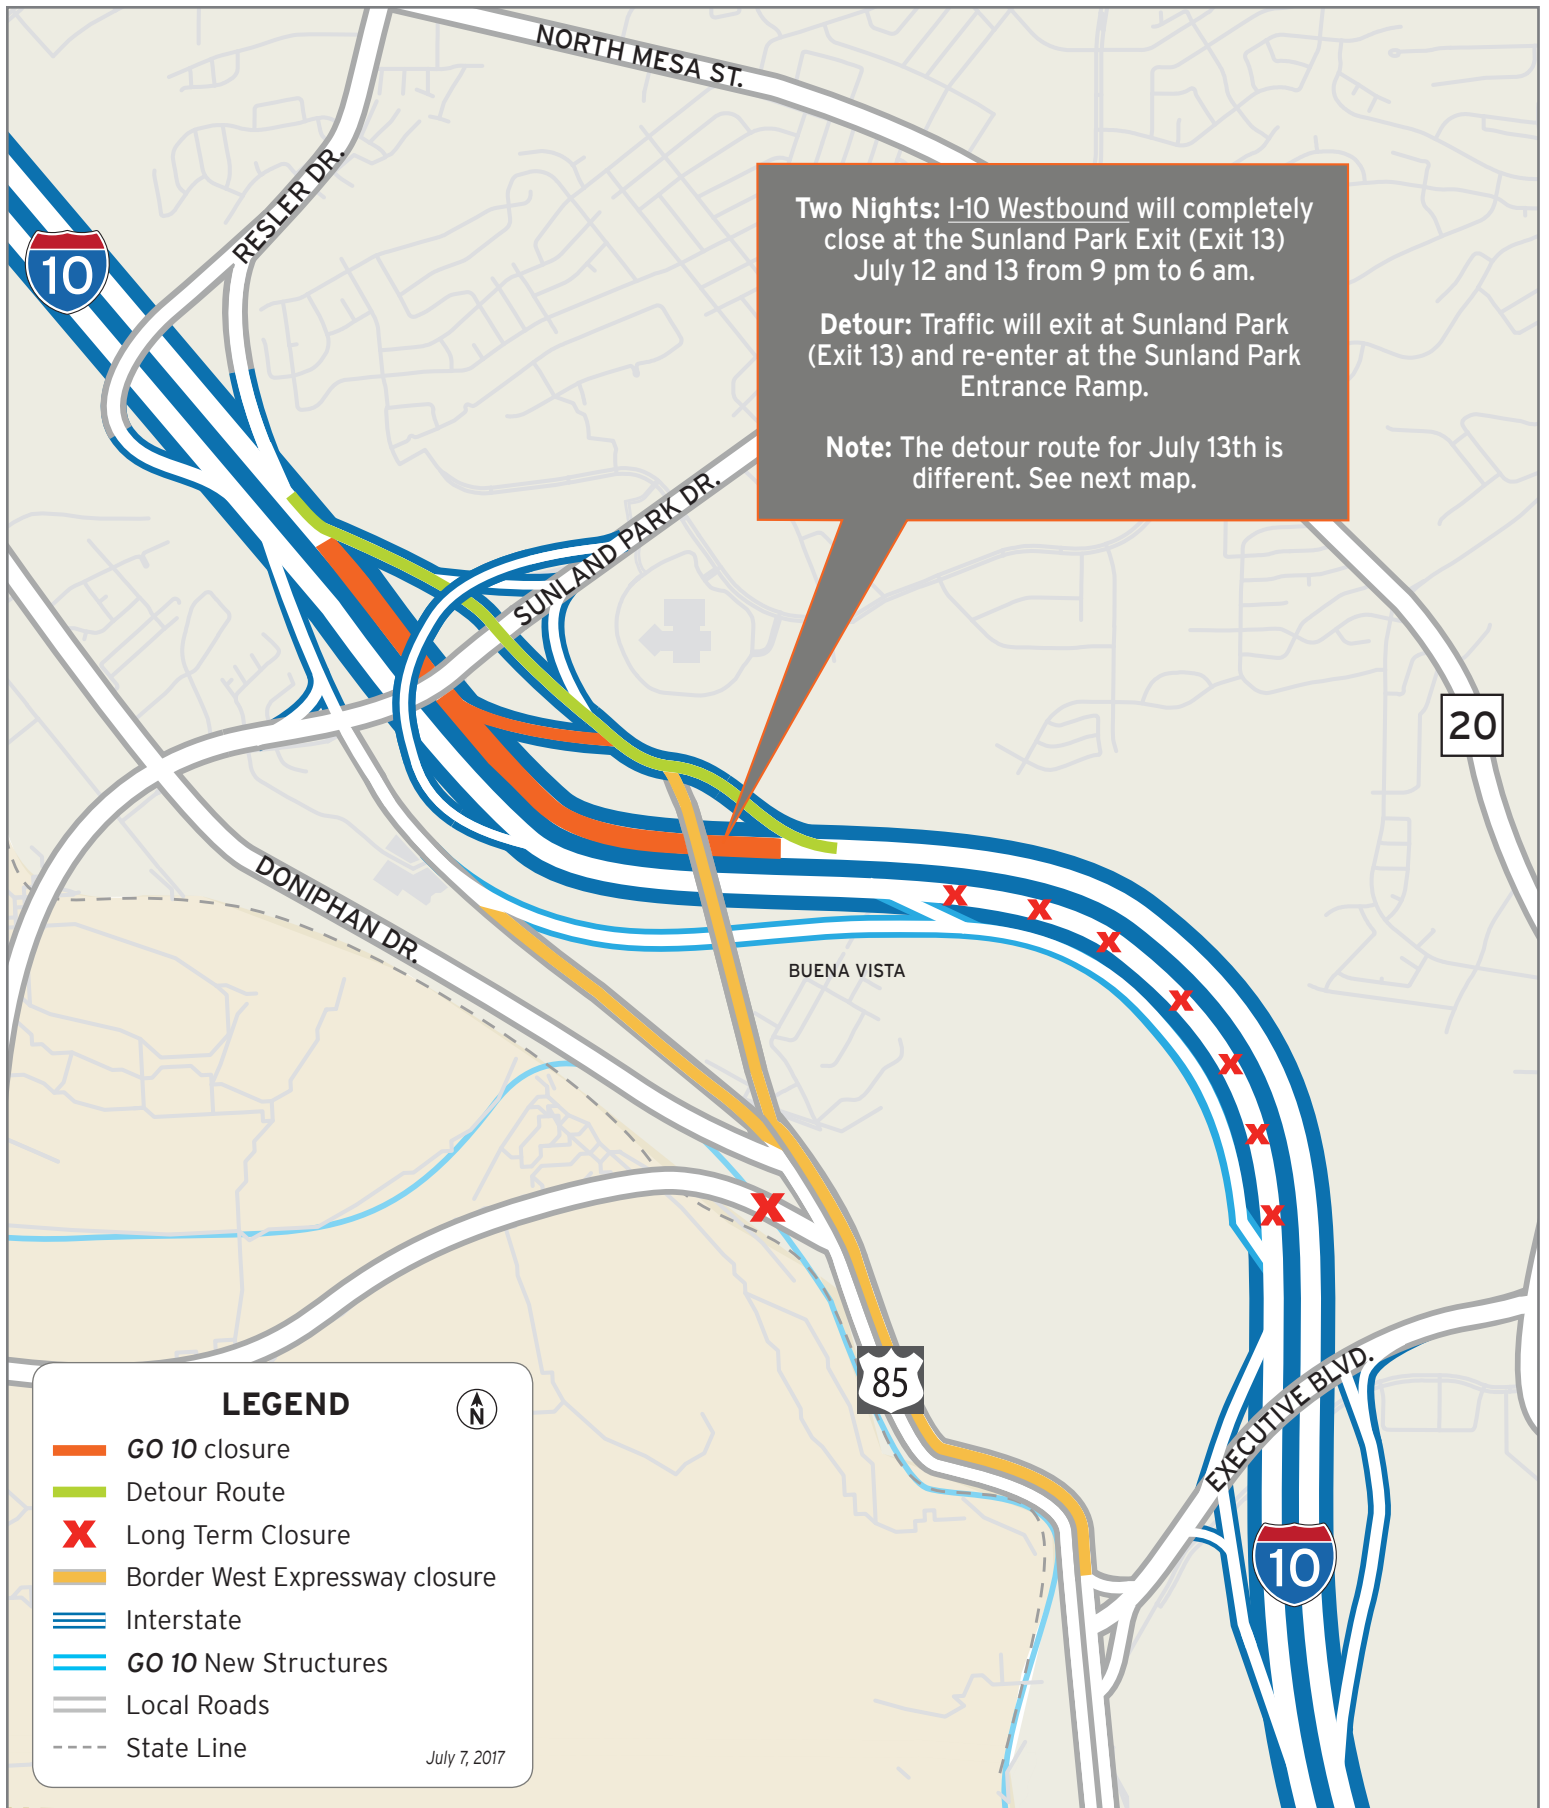 NORTH MESA ST.
RESLER DR.
10
Two Nights: I-10 Westbound will completely
close at the Sunland Park Exit (Exit 13)
July 12 and 13 from 9 pm to 6 am.
Detour: Traffic will exit at Sunland Park
(Exit 13) and re-enter at the Sunland Park
Entrance Ramp.
Note: The detour route for July 13th is
different. See next map.
SUNLAND PARK DR.
20
DONIPHAN DR.
BUENA VISTA
85
EXECUTIVE BLVD.
10
LEGEND
N
GO 10 closure
Detour Route
X Long Term Closure
Border West Expressway closure
Interstate
GO 10 New Structures
Local Roads
State Line
July 7, 2017